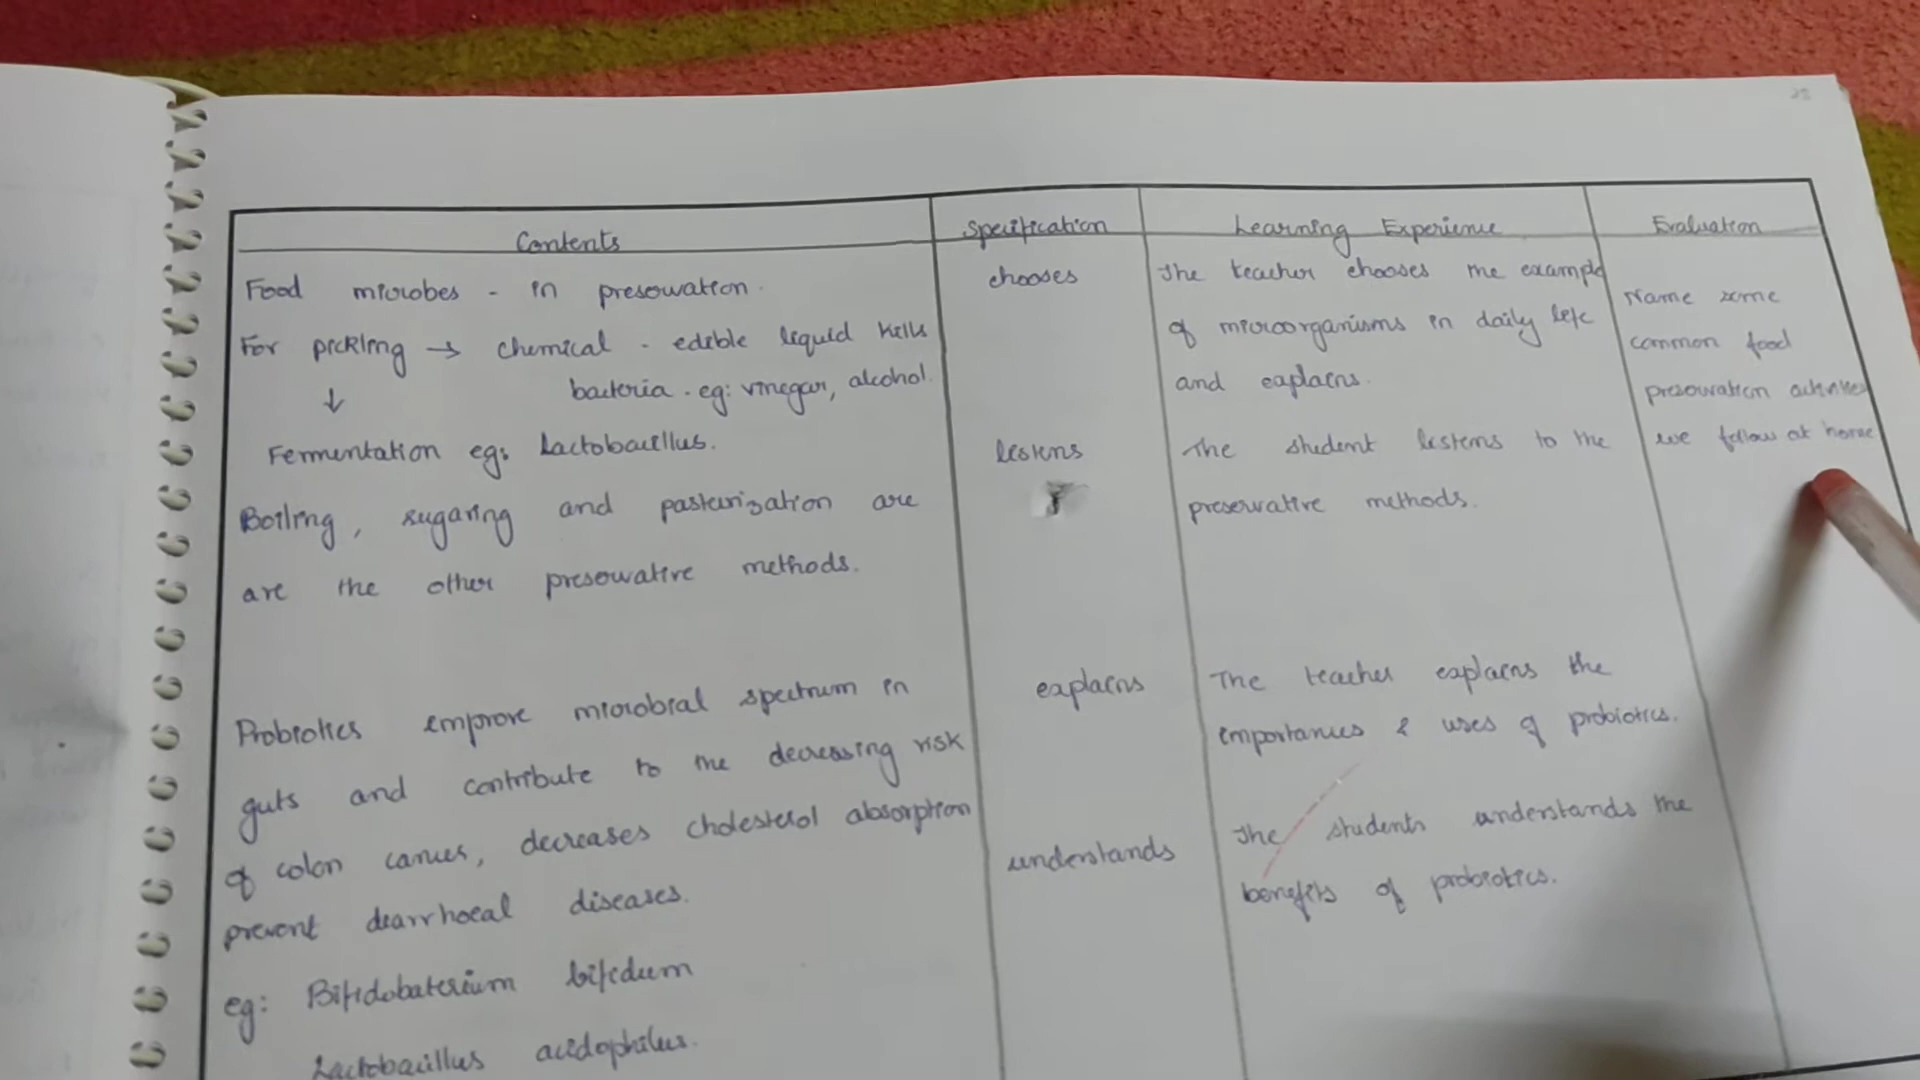 Contents
Food microbes - in presowation.
For pickling → chemical - edible liquid kills
↓ bacteria. eg: vinegar, alcohol.
Fermentation eg: Lactobacillus.
Boiling, sugaring and pasterization are
are the other presowative methods.
Probiotics improve microbial spectrum in
guts and contribute to the decreasing risk
of colon cancer, decreases cholesterol absorption
prevent diarrhoeal diseases.
eg: Bifidobaterium bifidum
Lactobacillus acidophilus.
Specification
chooses
listens
explains
understands
Learning Experience
The teacher chooses the example
of microorganisms in daily life
and explains.
The student listens to the
preservative methods.
The teacher explains the
importances & uses of probiotics.
The students understands the
benefits of probiotics.
Evaluation
Name some
common food
presowation activities
we follow at home